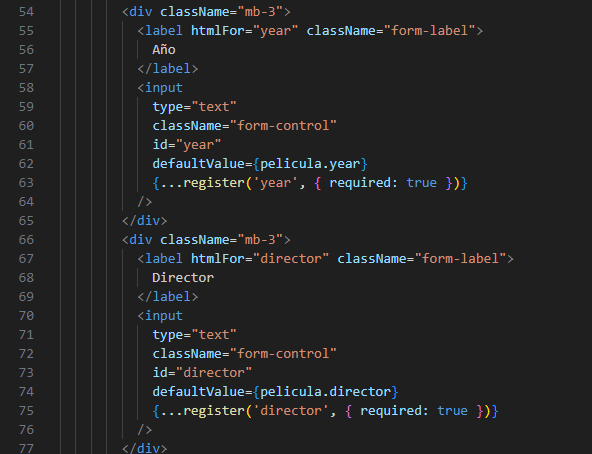 54 <div className="mb-3">
55 <label htmlFor="year" className="form-label">
56 Año
57 </label>
58 <input
59 type="text"
60 className="form-control"
61 id="year"
62 defaultValue={pelicula.year}
63 {...register('year', { required: true })}
64 />
65 </div>
66 <div className="mb-3">
67 <label htmlFor="director" className="form-label">
68 Director
69 </label>
70 <input
71 type="text"
72 className="form-control"
73 id="director"
74 defaultValue={pelicula.director}
75 {...register('director', { required: true })}
76 />
77 </div>